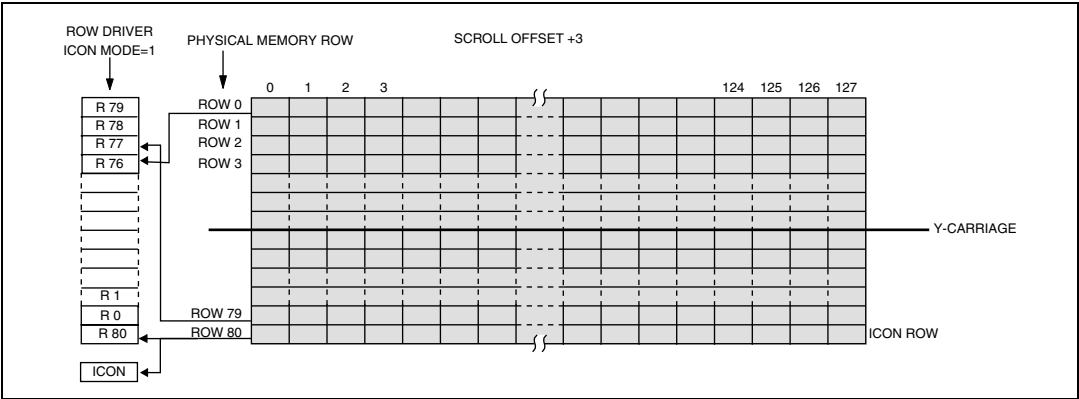 ROW DRIVER
ICON MODE=1
PHYSICAL MEMORY ROW
SCROLL OFFSET +3
0 1 2 3 124 125 126 127
R 79 ROW 0
R 78 ROW 1
R 77 ROW 2
R 76 ROW 3
Y-CARRIAGE
R 1
R 0 ROW 79
R 80 ROW 80 ICON ROW
ICON